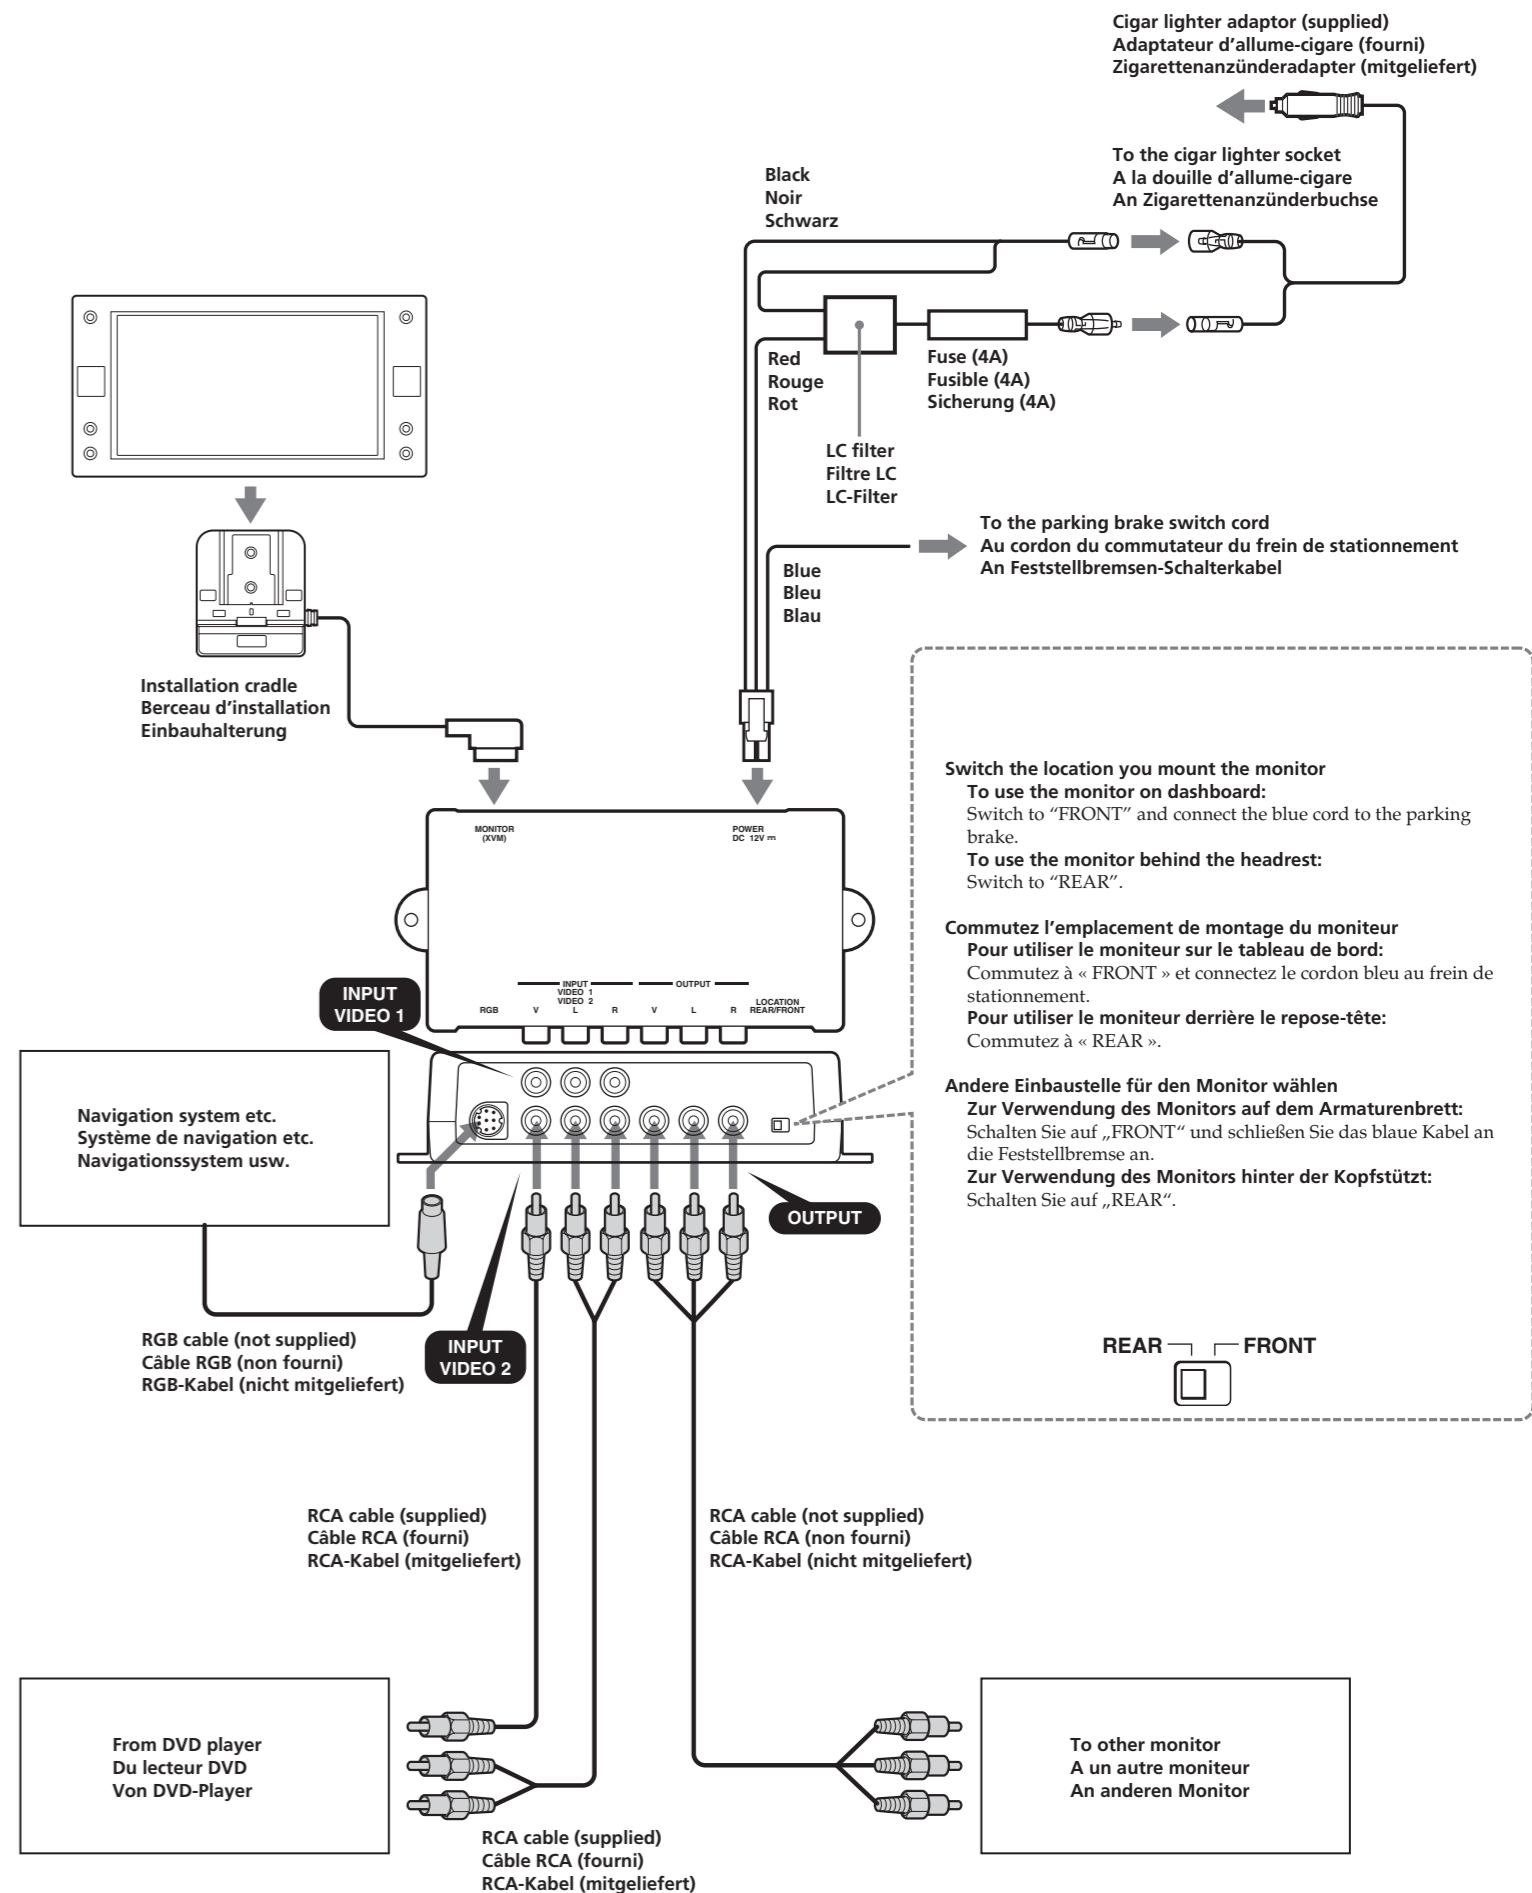 Cigar lighter adaptor (supplied)
Adaptateur d'allume-cigare (fourni)
Zigarettenanzünderadapter (mitgeliefert)
To the cigar lighter socket
A la douille d'allume-cigare
An Zigarettenanzünderbuchse
Black
Noir
Schwarz
Red
Rouge
Rot
Fuse (4A)
Fusible (4A)
Sicherung (4A)
LC filter
Filtre LC
LC-Filter
To the parking brake switch cord
Au cordon du commutateur du frein de stationnement
An Feststellbremsen-Schalterkabel
Blue
Bleu
Blau
Installation cradle
Berceau d'installation
Einbauhalterung
MONITOR
(XVM)
POWER
DC 12V ⎓
INPUT
VIDEO 1
VIDEO 2
OUTPUT
RGB V L R V L R
LOCATION
REAR/FRONT
INPUT
VIDEO 1
Switch the location you mount the monitor
To use the monitor on dashboard:
Switch to “FRONT” and connect the blue cord to the parking
brake.
To use the monitor behind the headrest:
Switch to “REAR”.
Commutez l'emplacement de montage du moniteur
Pour utiliser le moniteur sur le tableau de bord:
Commutez à « FRONT » et connectez le cordon bleu au frein de
stationnement.
Pour utiliser le moniteur derrière le repose-tête:
Commutez à « REAR ».
Andere Einbaustelle für den Monitor wählen
Zur Verwendung des Monitors auf dem Armaturenbrett:
Schalten Sie auf „FRONT“ und schließen Sie das blaue Kabel an
die Feststellbremse an.
Zur Verwendung des Monitors hinter der Kopfstützt:
Schalten Sie auf „REAR“.
REAR FRONT
Navigation system etc.
Système de navigation etc.
Navigationssystem usw.
OUTPUT
RGB cable (not supplied)
Câble RGB (non fourni)
RGB-Kabel (nicht mitgeliefert)
INPUT
VIDEO 2
RCA cable (supplied)
Câble RCA (fourni)
RCA-Kabel (mitgeliefert)
RCA cable (not supplied)
Câble RCA (non fourni)
RCA-Kabel (nicht mitgeliefert)
From DVD player
Du lecteur DVD
Von DVD-Player
To other monitor
A un autre moniteur
An anderen Monitor
RCA cable (supplied)
Câble RCA (fourni)
RCA-Kabel (mitgeliefert)